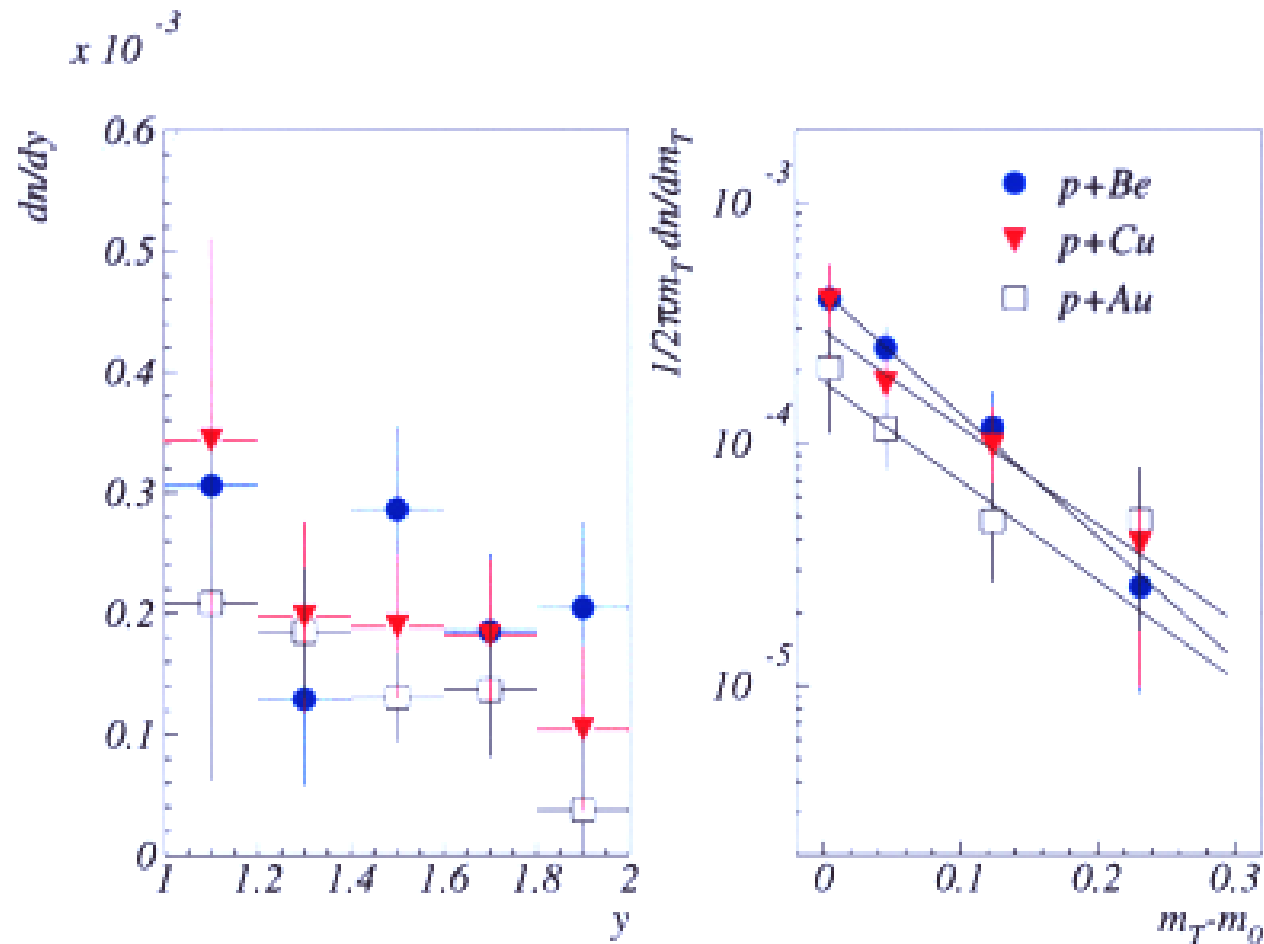 x 10 -3
dn/dy
0.6
0.5
0.4
0.3
0.2
0.1
0
1 1.2 1.4 1.6 1.8 2
y
1/2πm_T dn/dm_T
10 -3
10 -4
10 -5
p+Be
p+Cu
p+Au
0 0.1 0.2 0.3
m_T-m_0